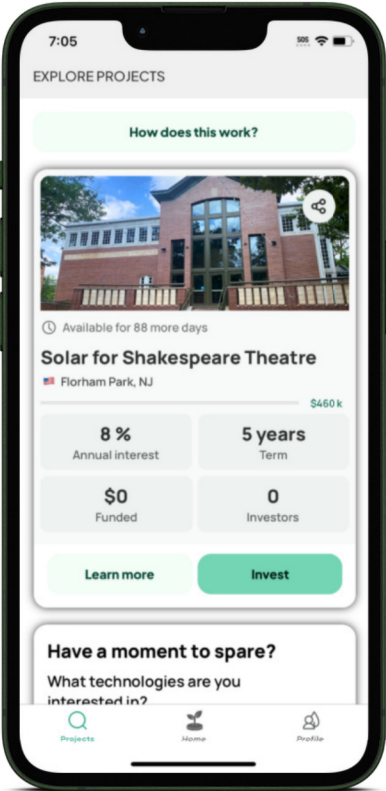 7:05
SOS
EXPLORE PROJECTS
How does this work?
Available for 88 more days
Solar for Shakespeare Theatre
Florham Park, NJ
$460 k
8 %
Annual interest
5 years
Term
$0
Funded
0
Investors
Learn more
Invest
Have a moment to spare?
What technologies are you
interested in?
Projects
Home
Profile